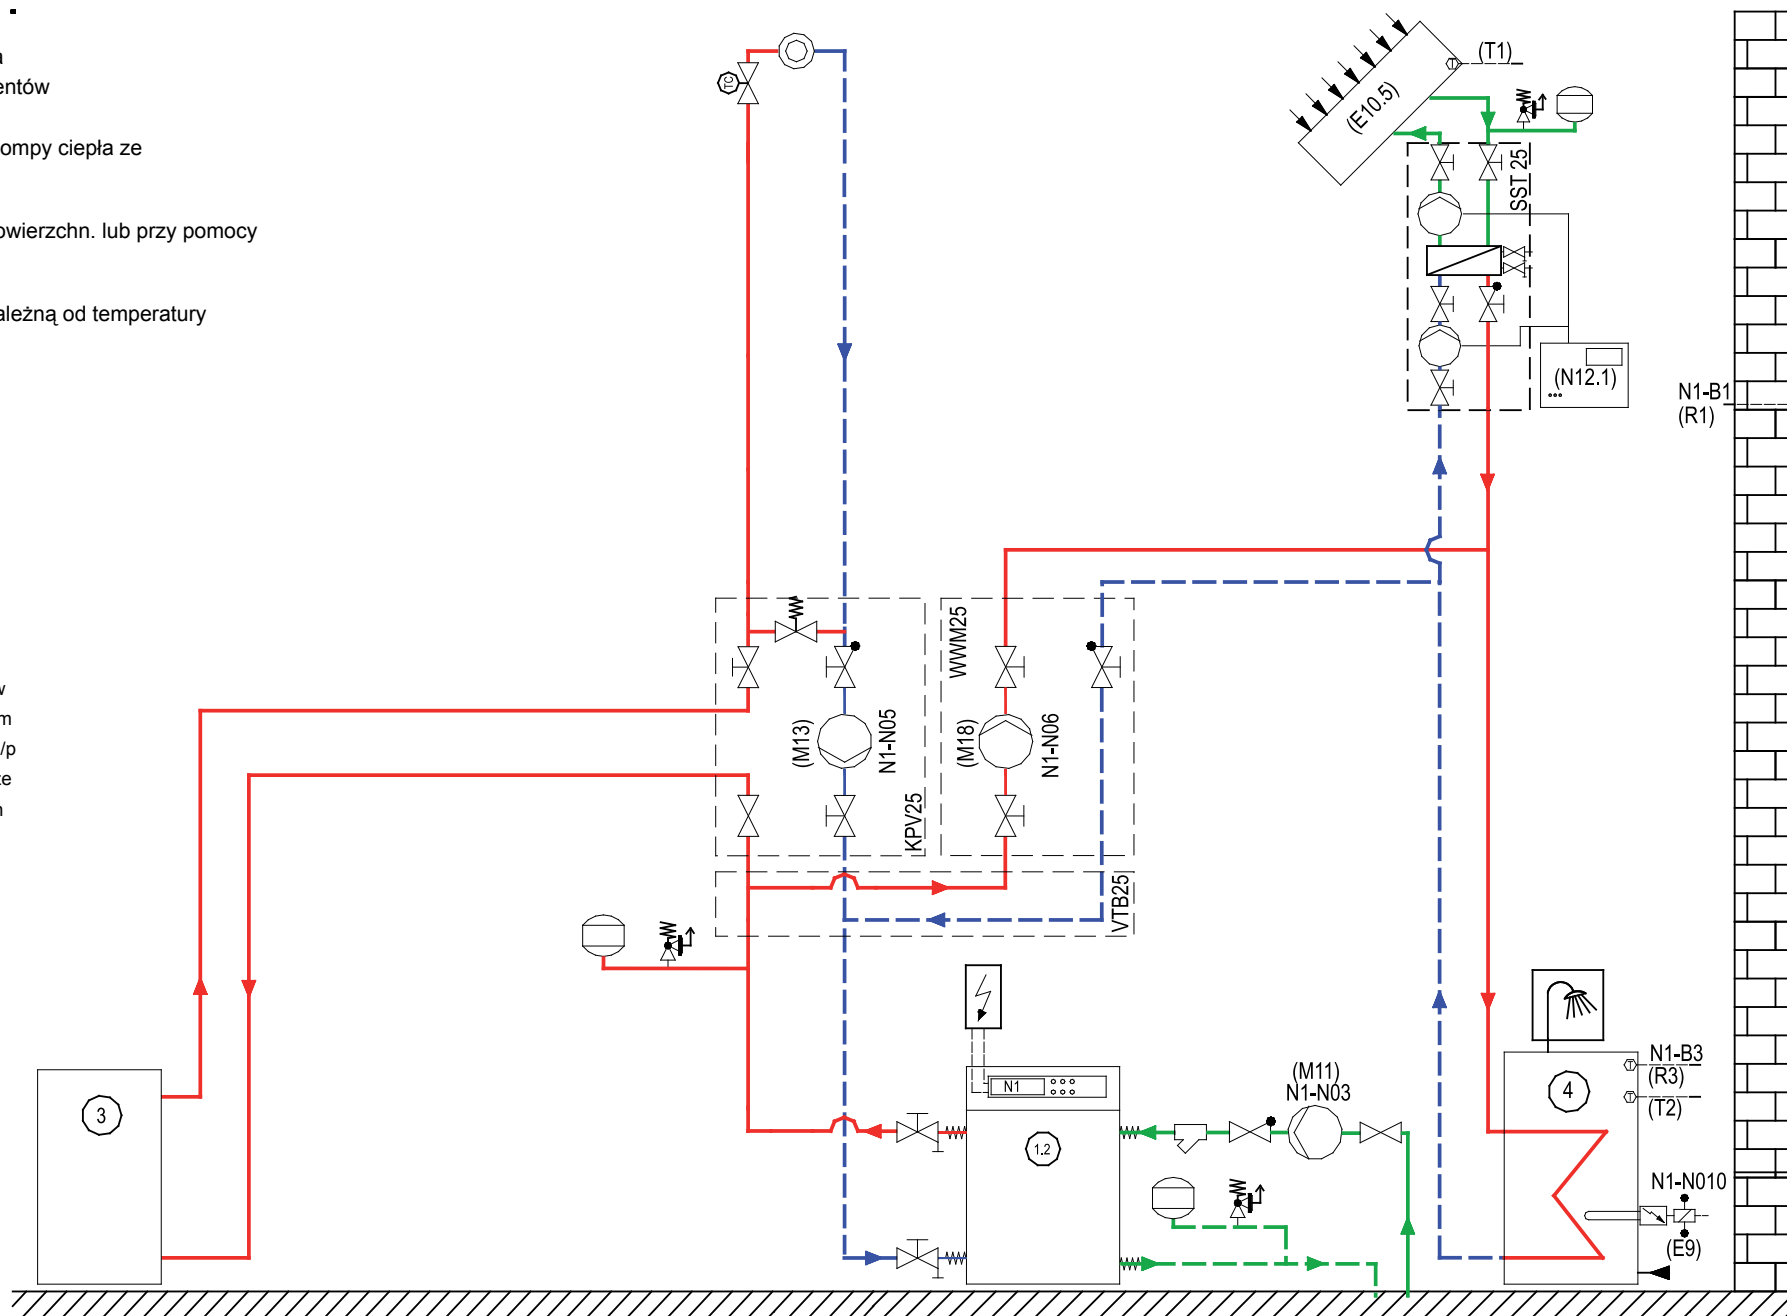 entów
ompy ciepła ze
owierzchn. lub przy pomocy
ależną od temperatury
w
m
/p
że
n
TC
(T1)
(E10.5)
SST 25
(N12.1)
N1-B1
(R1)
WWM25
(M13)
N1-N05
(M18)
N1-N06
KPV25
VTB25
N1
1.2
3
(M11)
N1-N03
4
N1-B3
(R3)
(T2)
N1-N010
(E9)